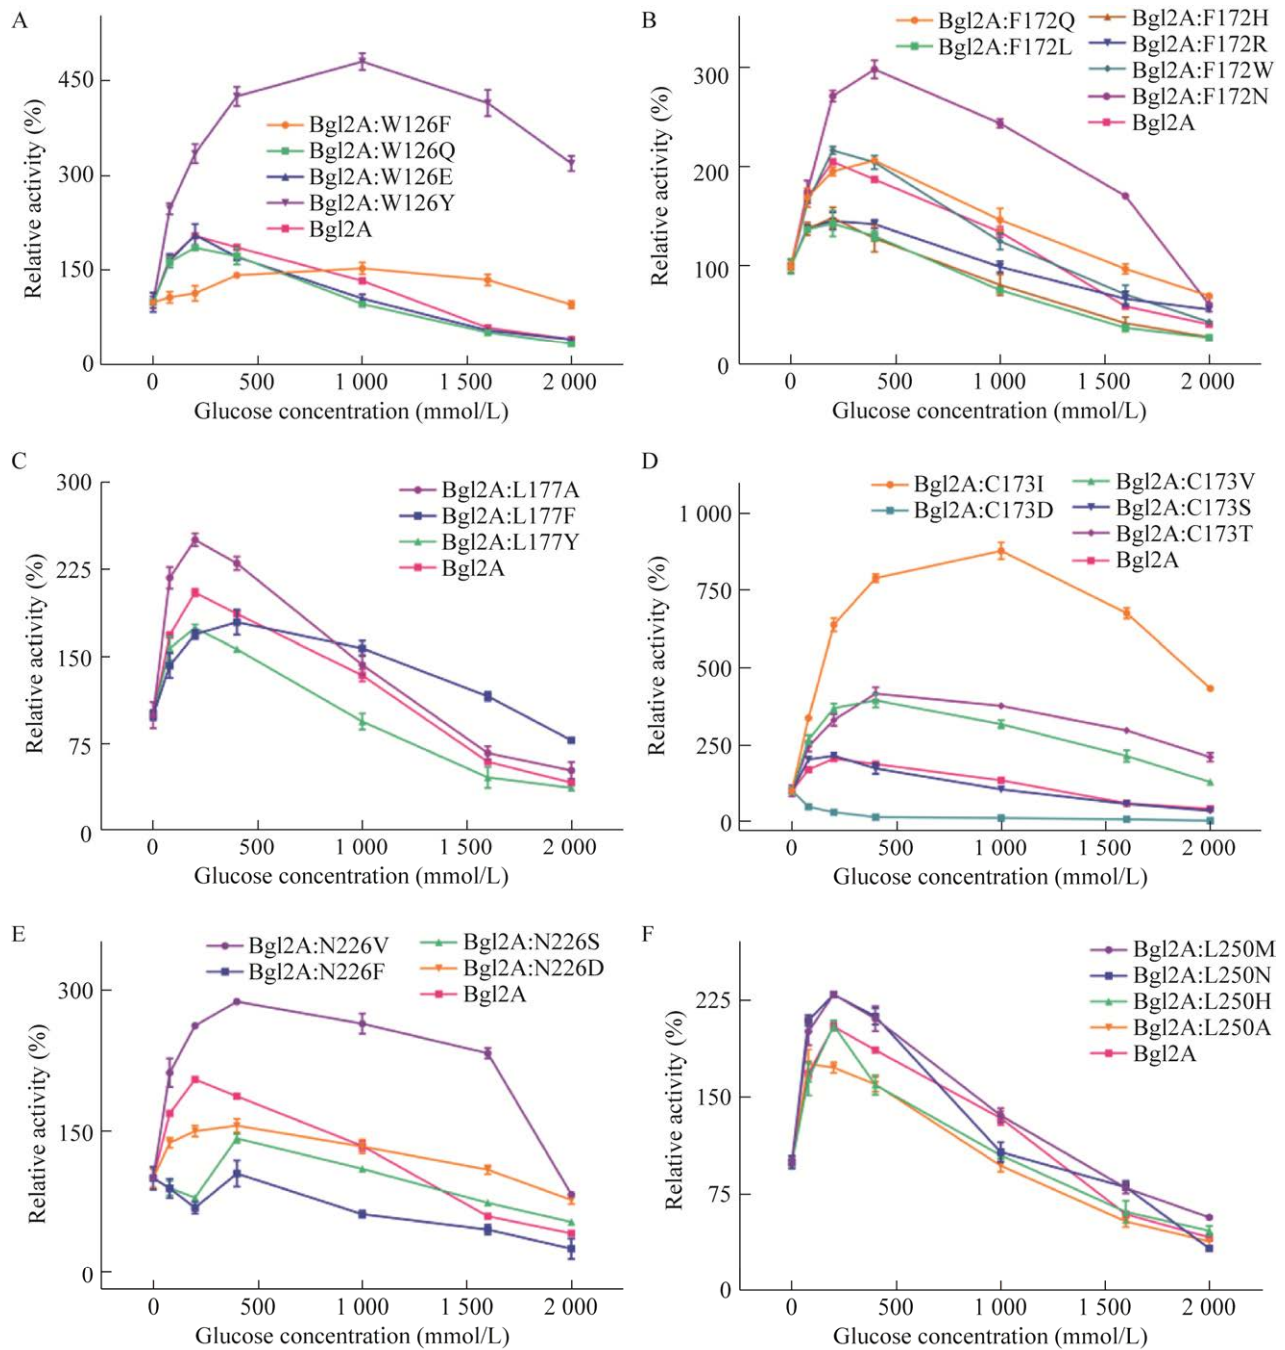 A
Relative activity (%)
450
300
150
0
Bgl2A:W126F
Bgl2A:W126Q
Bgl2A:W126E
Bgl2A:W126Y
Bgl2A
0 500 1 000 1 500 2 000
Glucose concentration (mmol/L)
B
Relative activity (%)
300
200
100
0
Bgl2A:F172Q
Bgl2A:F172L
Bgl2A:F172H
Bgl2A:F172R
Bgl2A:F172W
Bgl2A:F172N
Bgl2A
0 500 1 000 1 500 2 000
Glucose concentration (mmol/L)
C
Relative activity (%)
300
225
150
75
0
Bgl2A:L177A
Bgl2A:L177F
Bgl2A:L177Y
Bgl2A
0 500 1 000 1 500 2 000
Glucose concentration (mmol/L)
D
Relative activity (%)
1 000
750
500
250
0
Bgl2A:C173I
Bgl2A:C173D
Bgl2A:C173V
Bgl2A:C173S
Bgl2A:C173T
Bgl2A
0 500 1 000 1 500 2 000
Glucose concentration (mmol/L)
E
Relative activity (%)
300
150
0
Bgl2A:N226V
Bgl2A:N226F
Bgl2A:N226S
Bgl2A:N226D
Bgl2A
0 500 1 000 1 500 2 000
Glucose concentration (mmol/L)
F
Relative activity (%)
225
150
75
0
Bgl2A:L250M
Bgl2A:L250N
Bgl2A:L250H
Bgl2A:L250A
Bgl2A
0 500 1 000 1 500 2 000
Glucose concentration (mmol/L)